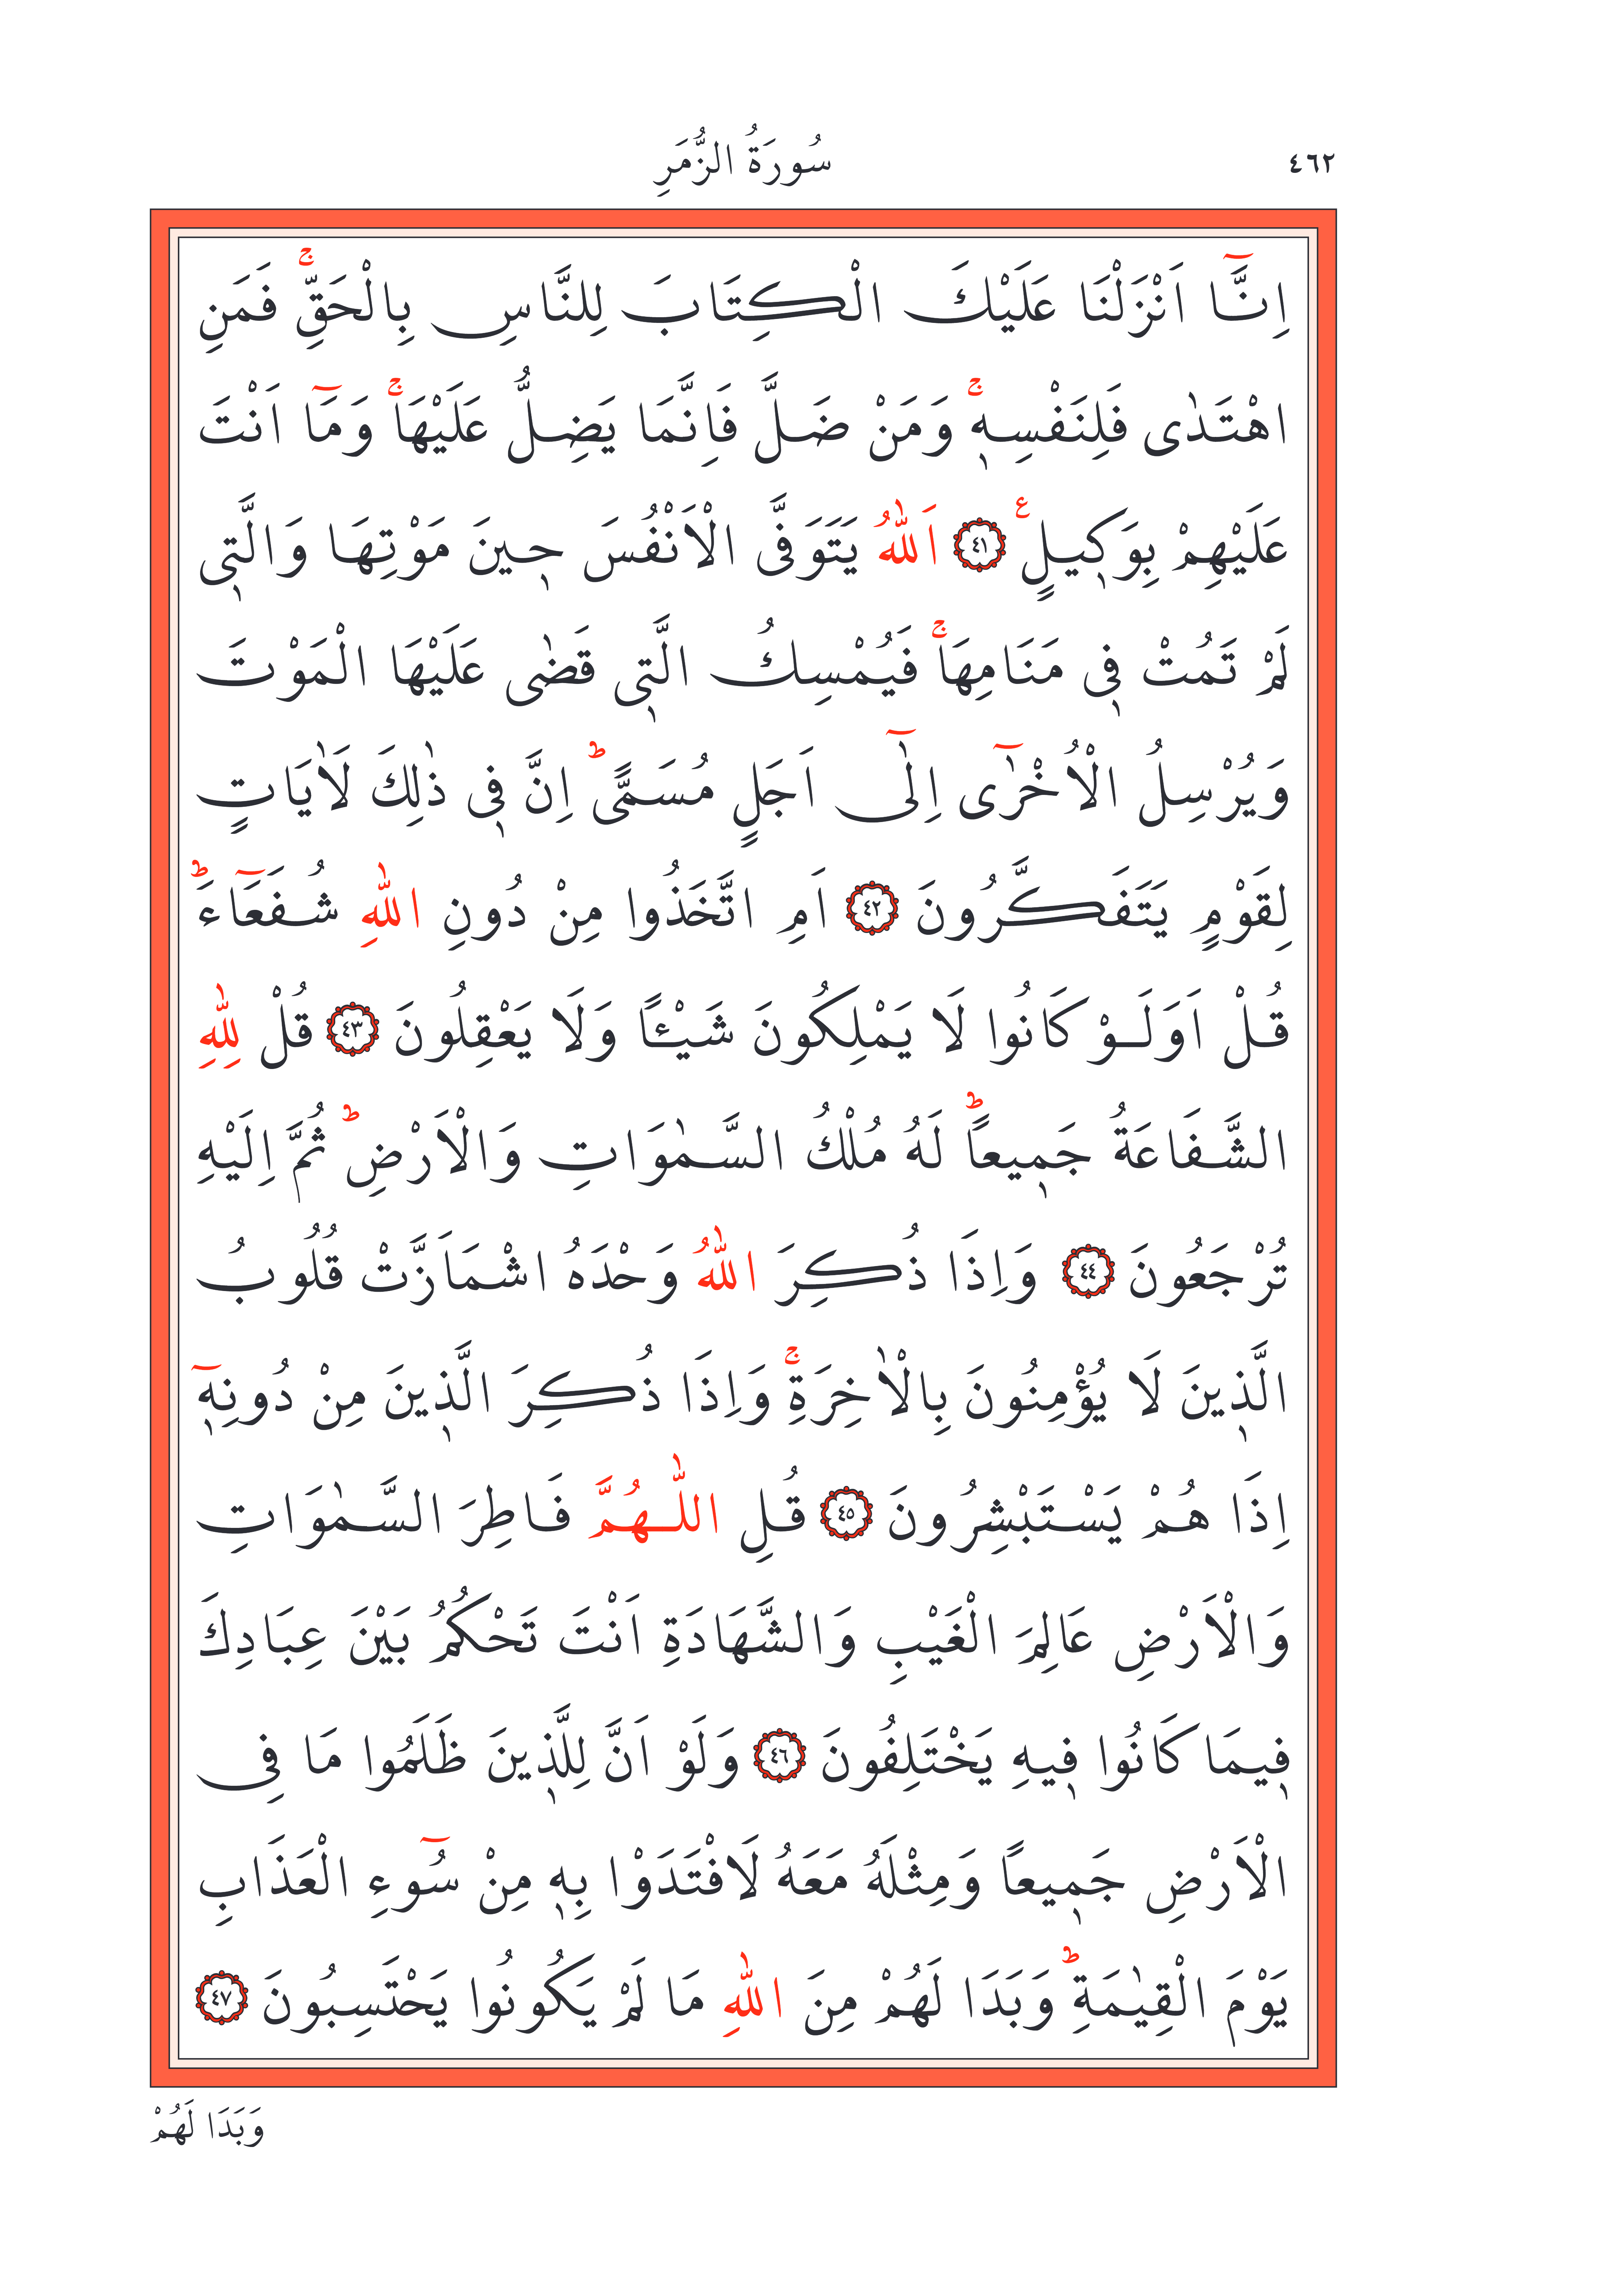 ٤٦٢
سُورَةُ الزُّمَرِ
اِنَّٓا اَنْزَلْنَا عَلَيْكَ الْكِتَابَ لِلنَّاسِ بِالْحَقِّۚ فَمَنِ
اهْتَدٰى فَلِنَفْسِه۪ۚ وَمَنْ ضَلَّ فَاِنَّمَا يَضِلُّ عَلَيْهَاۚ وَمَٓا اَنْتَ
عَلَيْهِمْ بِوَك۪يلٍ ع ﴿٤١﴾ اَللّٰهُ يَتَوَفَّى الْاَنْفُسَ ح۪ينَ مَوْتِهَا وَالَّت۪ي
لَمْ تَمُتْ ف۪ي مَنَامِهَاۚ فَيُمْسِكُ الَّت۪ي قَضٰى عَلَيْهَا الْمَوْتَ
وَيُرْسِلُ الْاُخْرٰٓى اِلٰٓى اَجَلٍ مُسَمًّىۜ اِنَّ ف۪ي ذٰلِكَ لَاٰيَاتٍ
لِقَوْمٍ يَتَفَكَّرُونَ ﴿٤٢﴾ اَمِ اتَّخَذُوا مِنْ دُونِ اللّٰهِ شُفَعَٓاءَۜ
قُلْ اَوَلَوْ كَانُوا لَا يَمْلِكُونَ شَيْـًٔا وَلَا يَعْقِلُونَ ﴿٤٣﴾ قُلْ لِلّٰهِ
الشَّفَاعَةُ جَم۪يعاًۜ لَهُ مُلْكُ السَّمٰوَاتِ وَالْاَرْضِۜ ثُمَّ اِلَيْهِ
تُرْجَعُونَ ﴿٤٤﴾ وَاِذَا ذُكِرَ اللّٰهُ وَحْدَهُ اشْمَاَزَّتْ قُلُوبُ
الَّذ۪ينَ لَا يُؤْمِنُونَ بِالْاٰخِرَةِۚ وَاِذَا ذُكِرَ الَّذ۪ينَ مِنْ دُونِه۪ٓ
اِذَا هُمْ يَسْتَبْشِرُونَ ﴿٤٥﴾ قُلِ اللّٰهُمَّ فَاطِرَ السَّمٰوَاتِ
وَالْاَرْضِ عَالِمَ الْغَيْبِ وَالشَّهَادَةِ اَنْتَ تَحْكُمُ بَيْنَ عِبَادِكَ
ف۪يمَا كَانُوا ف۪يهِ يَخْتَلِفُونَ ﴿٤٦﴾ وَلَوْ اَنَّ لِلَّذ۪ينَ ظَلَمُوا مَا فِي
الْاَرْضِ جَم۪يعاً وَمِثْلَهُ مَعَهُ لَافْتَدَوْا بِه۪ مِنْ سُٓوءِ الْعَذَابِ
يَوْمَ الْقِيٰمَةِۜ وَبَدَا لَهُمْ مِنَ اللّٰهِ مَا لَمْ يَكُونُوا يَحْتَسِبُونَ ﴿٤٧﴾
وَبَدَا لَهُمْ